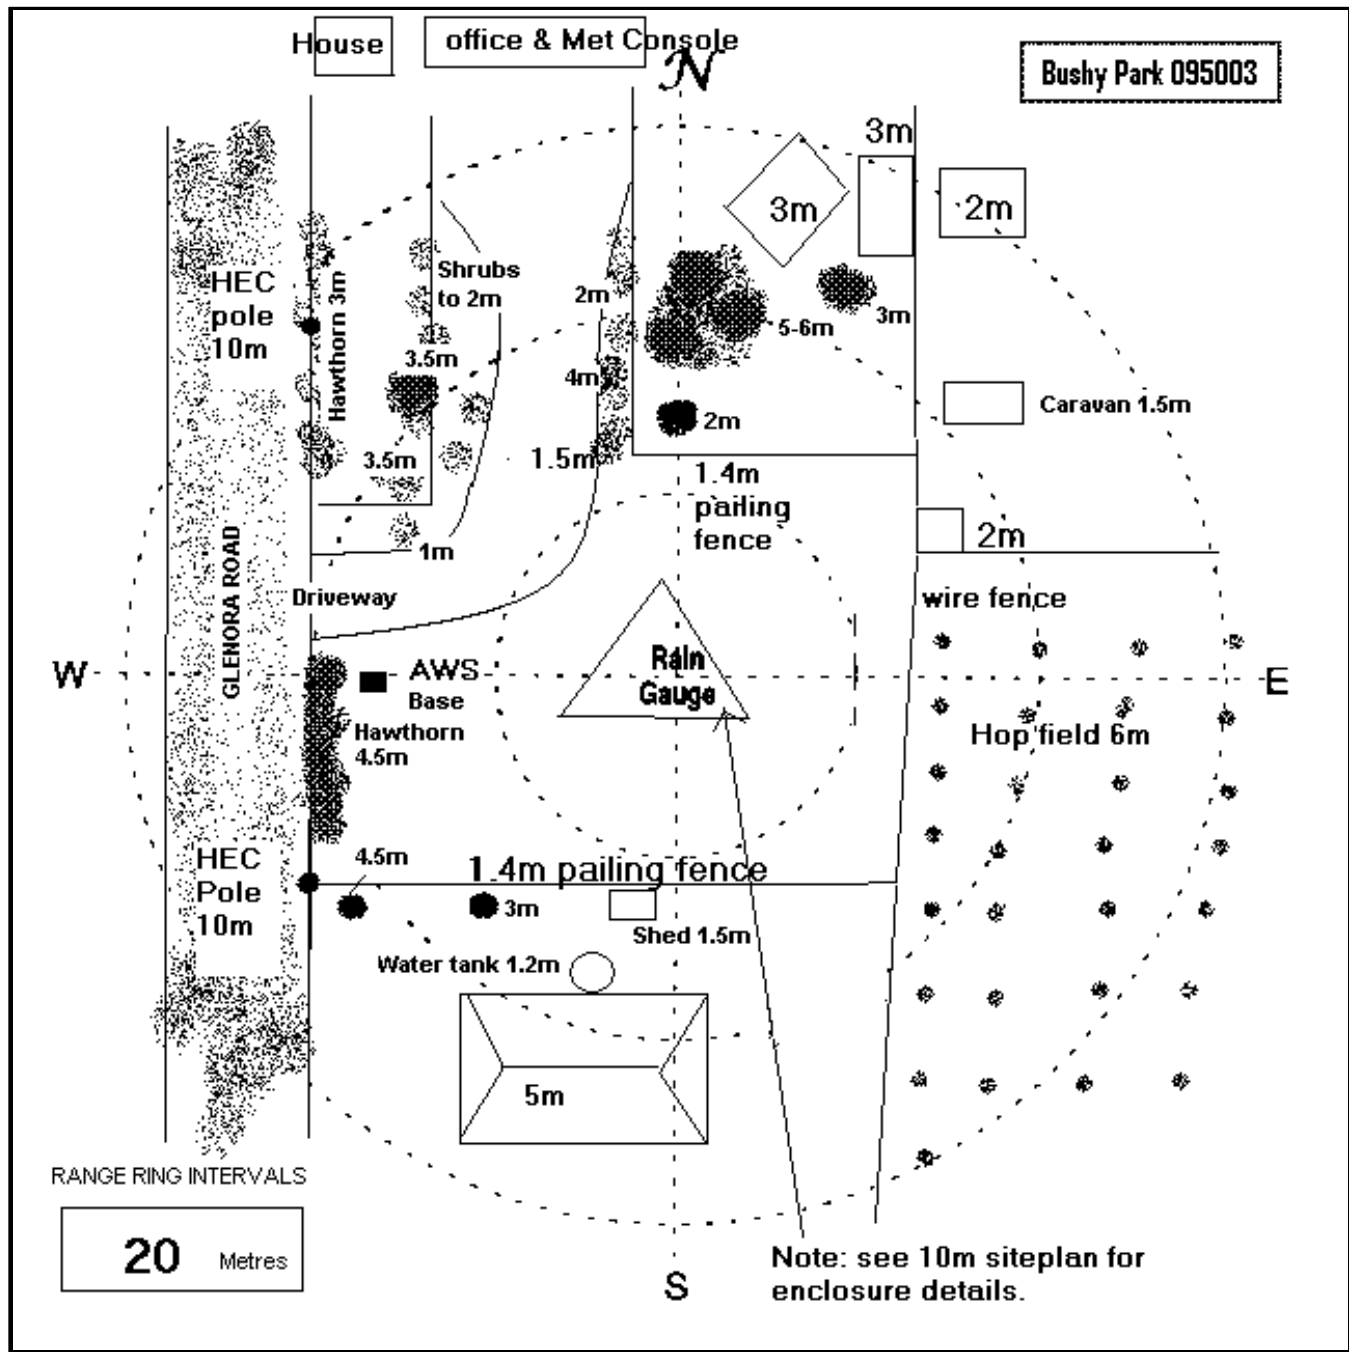 House
office & Met Console
N
Bushy Park 095003
3m
3m
2m
HEC
pole
10m
Hawthorn 3m
Shrubs
to 2m
2m
5-6m
3m
3.5m
4m
2m
Caravan 1.5m
3.5m
1.5m
1.4m
pailing
fence
1m
2m
GLENORA ROAD
Driveway
wire fence
W
AWS
Base
Rain
Gauge
E
Hawthorn
4.5m
Hop field 6m
HEC
Pole
10m
4.5m
1.4m pailing fence
3m
Shed 1.5m
Water tank 1.2m
5m
RANGE RING INTERVALS
20 Metres
S
Note: see 10m siteplan for
enclosure details.